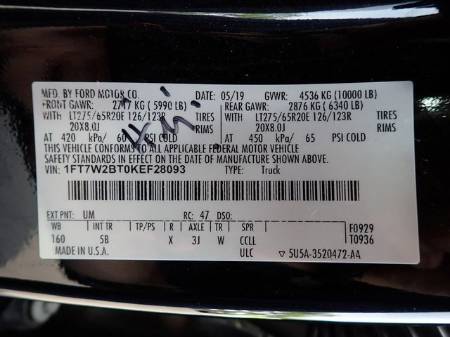 MFD. BY FORD MOTOR CO. 05/19 GVWR: 4536 KG (10000 LB)
FRONT GAWR: 2717 KG (5990 LB) REAR GAWR: 2876 KG (6340 LB)
WITH LT275/65R20E 126/123R TIRES WITH LT275/65R20E 126/123R TIRES
20X8.0J RIMS 20X8.0J RIMS
AT 420 kPa/ 60 PSI COLD AT 450 kPa/ 65 PSI COLD
THIS VEHICLE CONFORMS TO ALL APPLICABLE FEDERAL MOTOR VEHICLE
SAFETY STANDARDS IN EFFECT ON THE DATE OF MANUFACTURE SHOWN ABOVE.
VIN: 1FT7W2BT0KEF28093 TYPE: Truck
EXT PNT: UM RC: 47 DSO:
WB INT TR TP/PS R AXLE TR SPR F0929
160 5B X 3J W CCLL T0936
MADE IN U.S.A. ULC 5U5A-3520472-AA